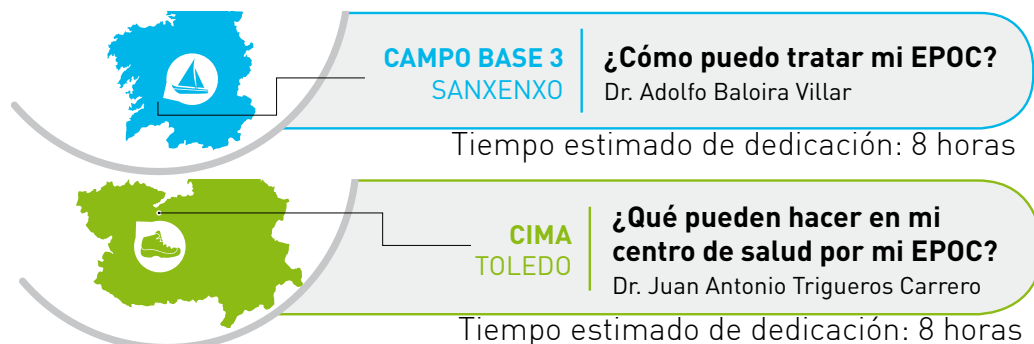 CAMPO BASE 3
SANXENXO
¿Cómo puedo tratar mi EPOC?
Dr. Adolfo Baloira Villar
Tiempo estimado de dedicación: 8 horas
CIMA
TOLEDO
¿Qué pueden hacer en mi
centro de salud por mi EPOC?
Dr. Juan Antonio Trigueros Carrero
Tiempo estimado de dedicación: 8 horas